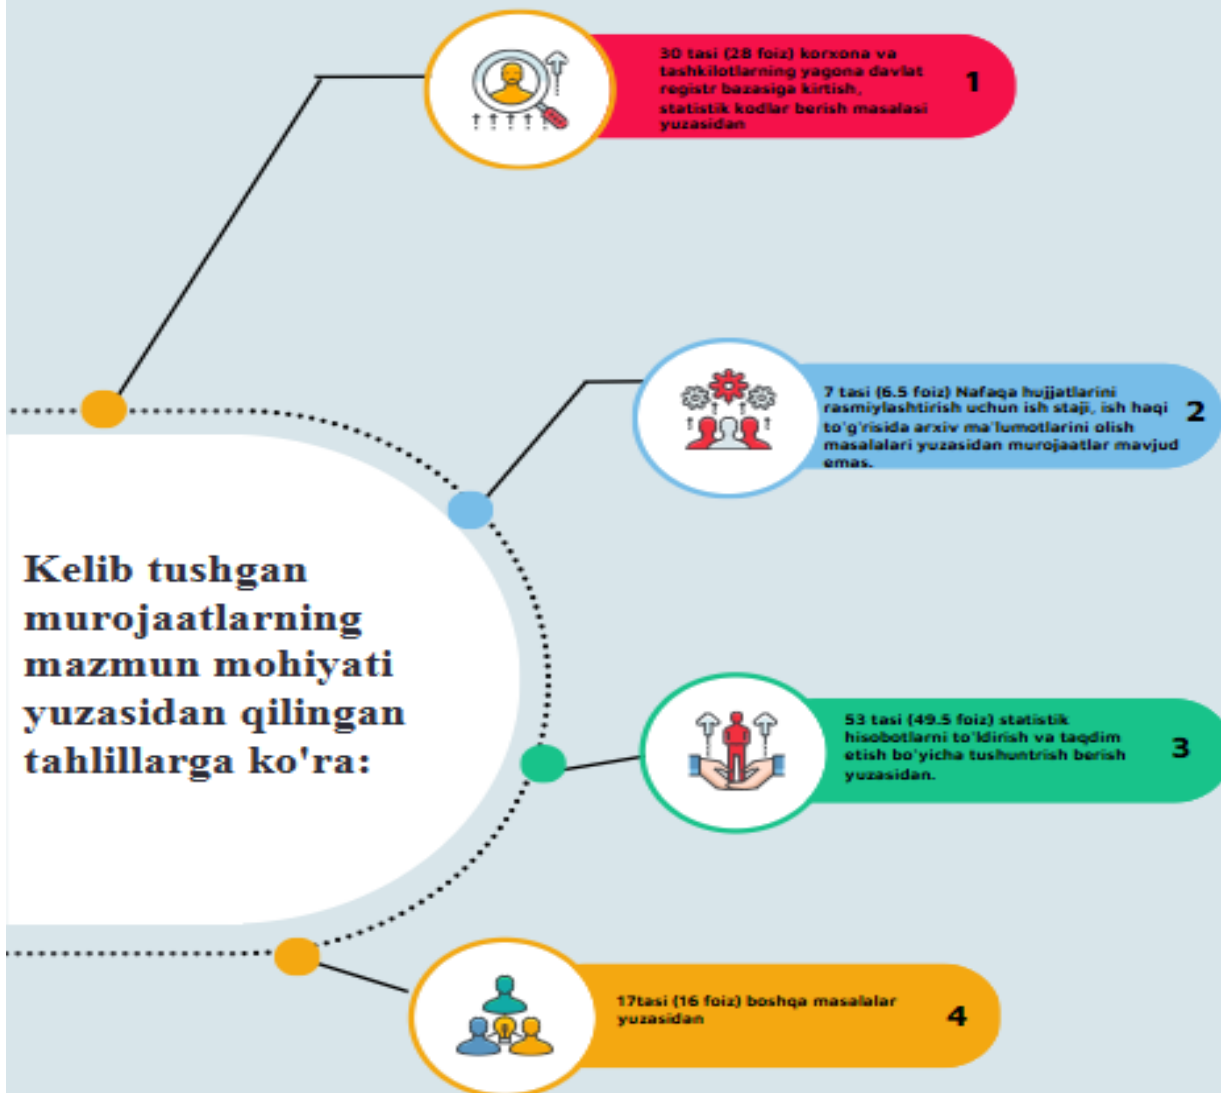 30 tasi (28 foiz) korxona va
tashkilotlarning yagona davlat
registr bazasiga kirtish,
statistik kodlar berish masalasi
yuzasidan
1
7 tasi (6.5 foiz) Nafaqa hujjatlarini
rasmiylashtirish uchun ish staji, ish haqi
to'g'risida arxiv ma'lumotlarini olish
masalalari yuzasidan murojaatlar mavjud
emas.
2
Kelib tushgan
murojaatlarning
mazmun mohiyati
yuzasidan qilingan
tahlillarga ko'ra:
53 tasi (49.5 foiz) statistik
hisobotlarni to'ldirish va taqdim
etish bo'yicha tushuntrish berish
yuzasidan.
3
17tasi (16 foiz) boshqa masalalar
yuzasidan
4